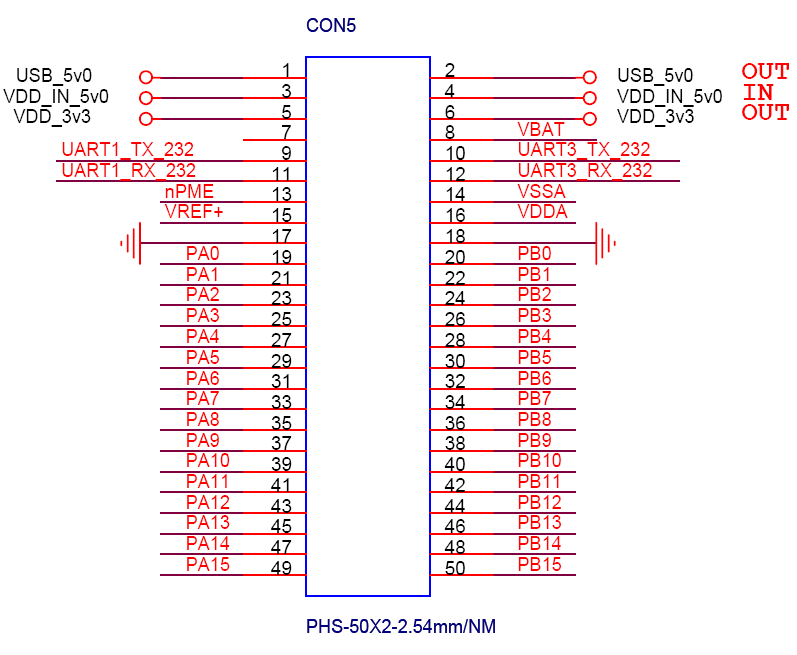 CON5
USB_5v0 1 2 USB_5v0 OUT
VDD_IN_5v0 3 4 VDD_IN_5v0 IN
VDD_3v3 5 6 VDD_3v3 OUT
7 8 VBAT
UART1_TX_232 9 10 UART3_TX_232
UART1_RX_232 11 12 UART3_RX_232
nPME 13 14 VSSA
VREF+ 15 16 VDDA
17 18
PA0 19 20 PB0
PA1 21 22 PB1
PA2 23 24 PB2
PA3 25 26 PB3
PA4 27 28 PB4
PA5 29 30 PB5
PA6 31 32 PB6
PA7 33 34 PB7
PA8 35 36 PB8
PA9 37 38 PB9
PA10 39 40 PB10
PA11 41 42 PB11
PA12 43 44 PB12
PA13 45 46 PB13
PA14 47 48 PB14
PA15 49 50 PB15
PHS-50X2-2.54mm/NM